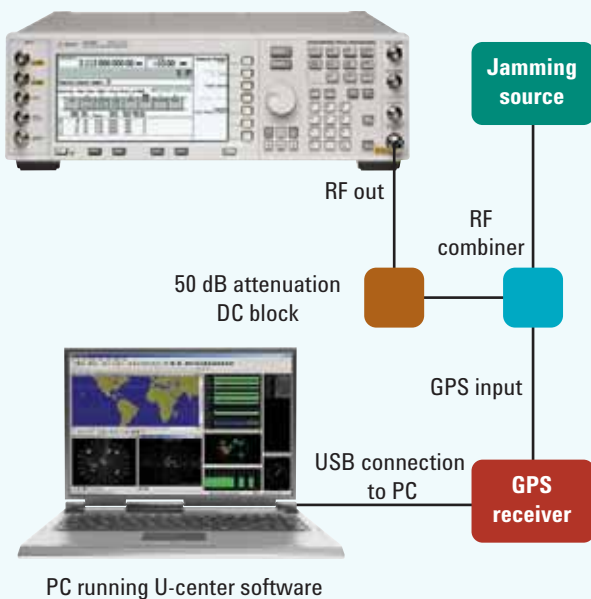 Jamming
source
RF out
RF
combiner
50 dB attenuation
DC block
GPS input
USB connection
to PC
GPS
receiver
PC running U-center software